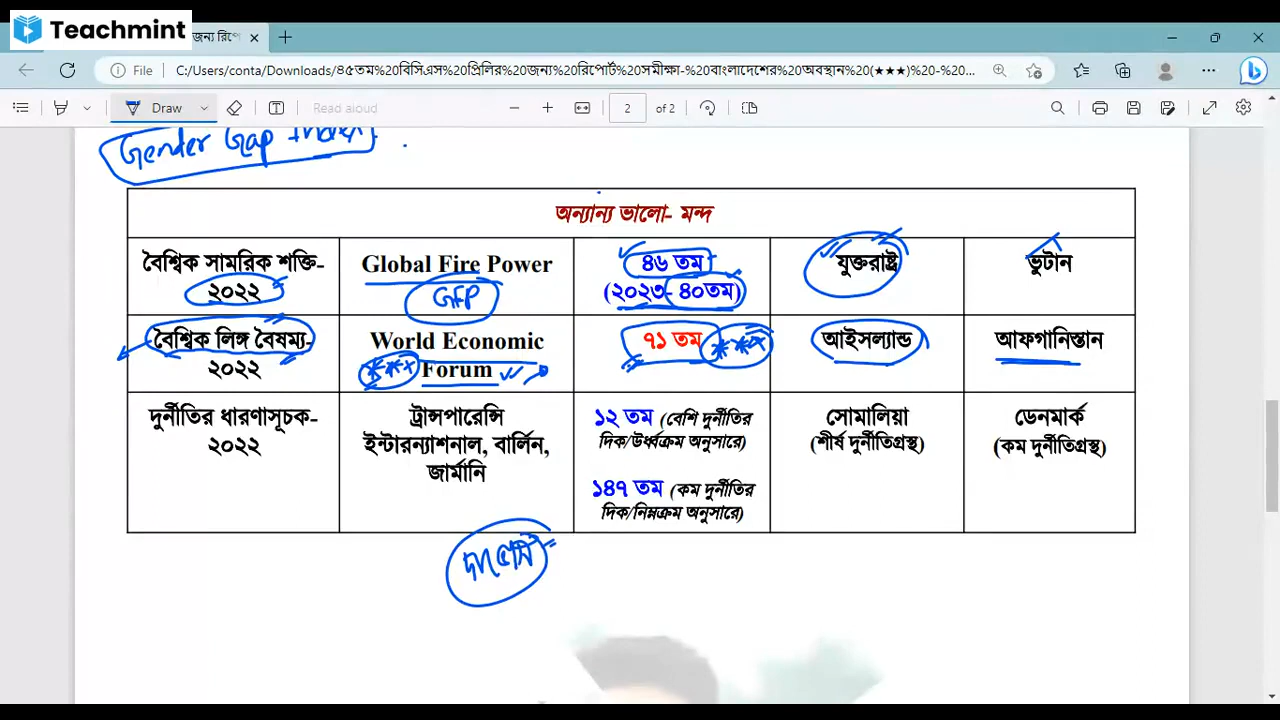 Teachmint
জন্য রিপে
File
C:/Users/conta/Downloads/৪৫তম%20বিসিএস%20প্রিলির%20জন্য%20রিপোর্ট%20সমীক্ষা-%20বাংলাদেশের%20অবস্থান%20(★★★)%20-%20...
Draw
Read aloud
2
of 2
Gender Gap Index
অন্যান্য ভালো- মন্দ
বৈশ্বিক সামরিক শক্তি-
২০২২
Global Fire Power
GFP
৪৬ তম
(২০২৩- ৪০তম)
যুক্তরাষ্ট্র
ভুটান
বৈশ্বিক লিঙ্গ বৈষম্য-
২০২২
World Economic
*** Forum
৭১ তম ***
আইসল্যান্ড
আফগানিস্তান
দুর্নীতির ধারণাসূচক-
২০২২
ট্রান্সপারেন্সি
ইন্টারন্যাশনাল, বার্লিন,
জার্মানি
১২ তম (বেশি দুর্নীতির
দিক/উর্ধ্বক্রম অনুসারে)
১৪৭ তম (কম দুর্নীতির
দিক/নিম্নক্রম অনুসারে)
সোমালিয়া
(শীর্ষ দুর্নীতিগ্রস্থ)
ডেনমার্ক
(কম দুর্নীতিগ্রস্থ)